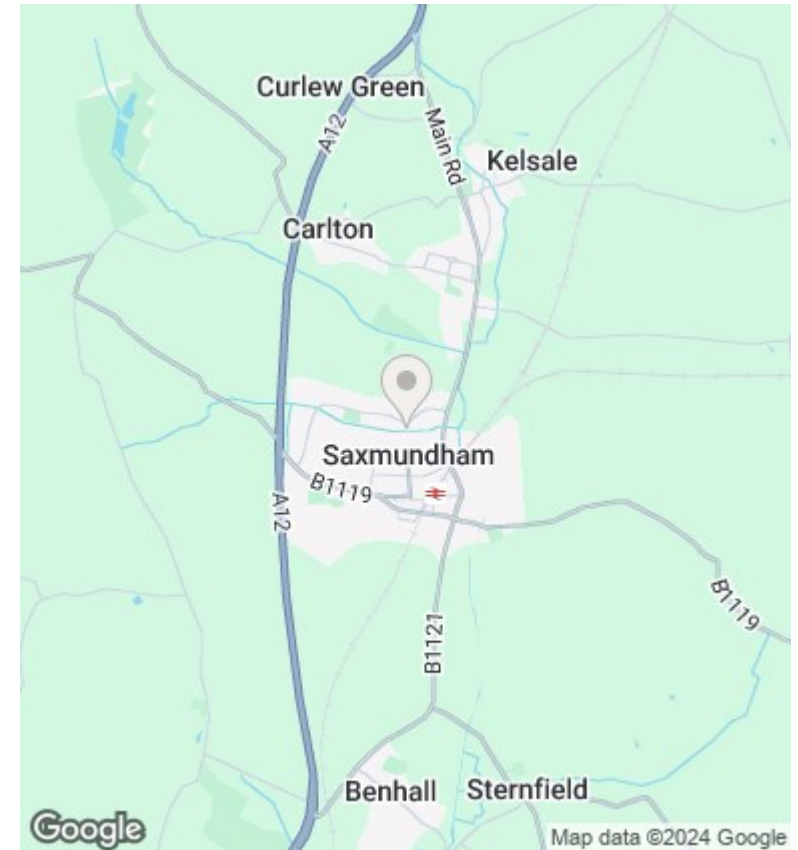 Curlew Green
A12
Main Rd
Kelsale
Carlton
Saxmundham
B1119
A12
B1119
B1121
Benhall
Sternfield
Google
Map data ©2024 Google